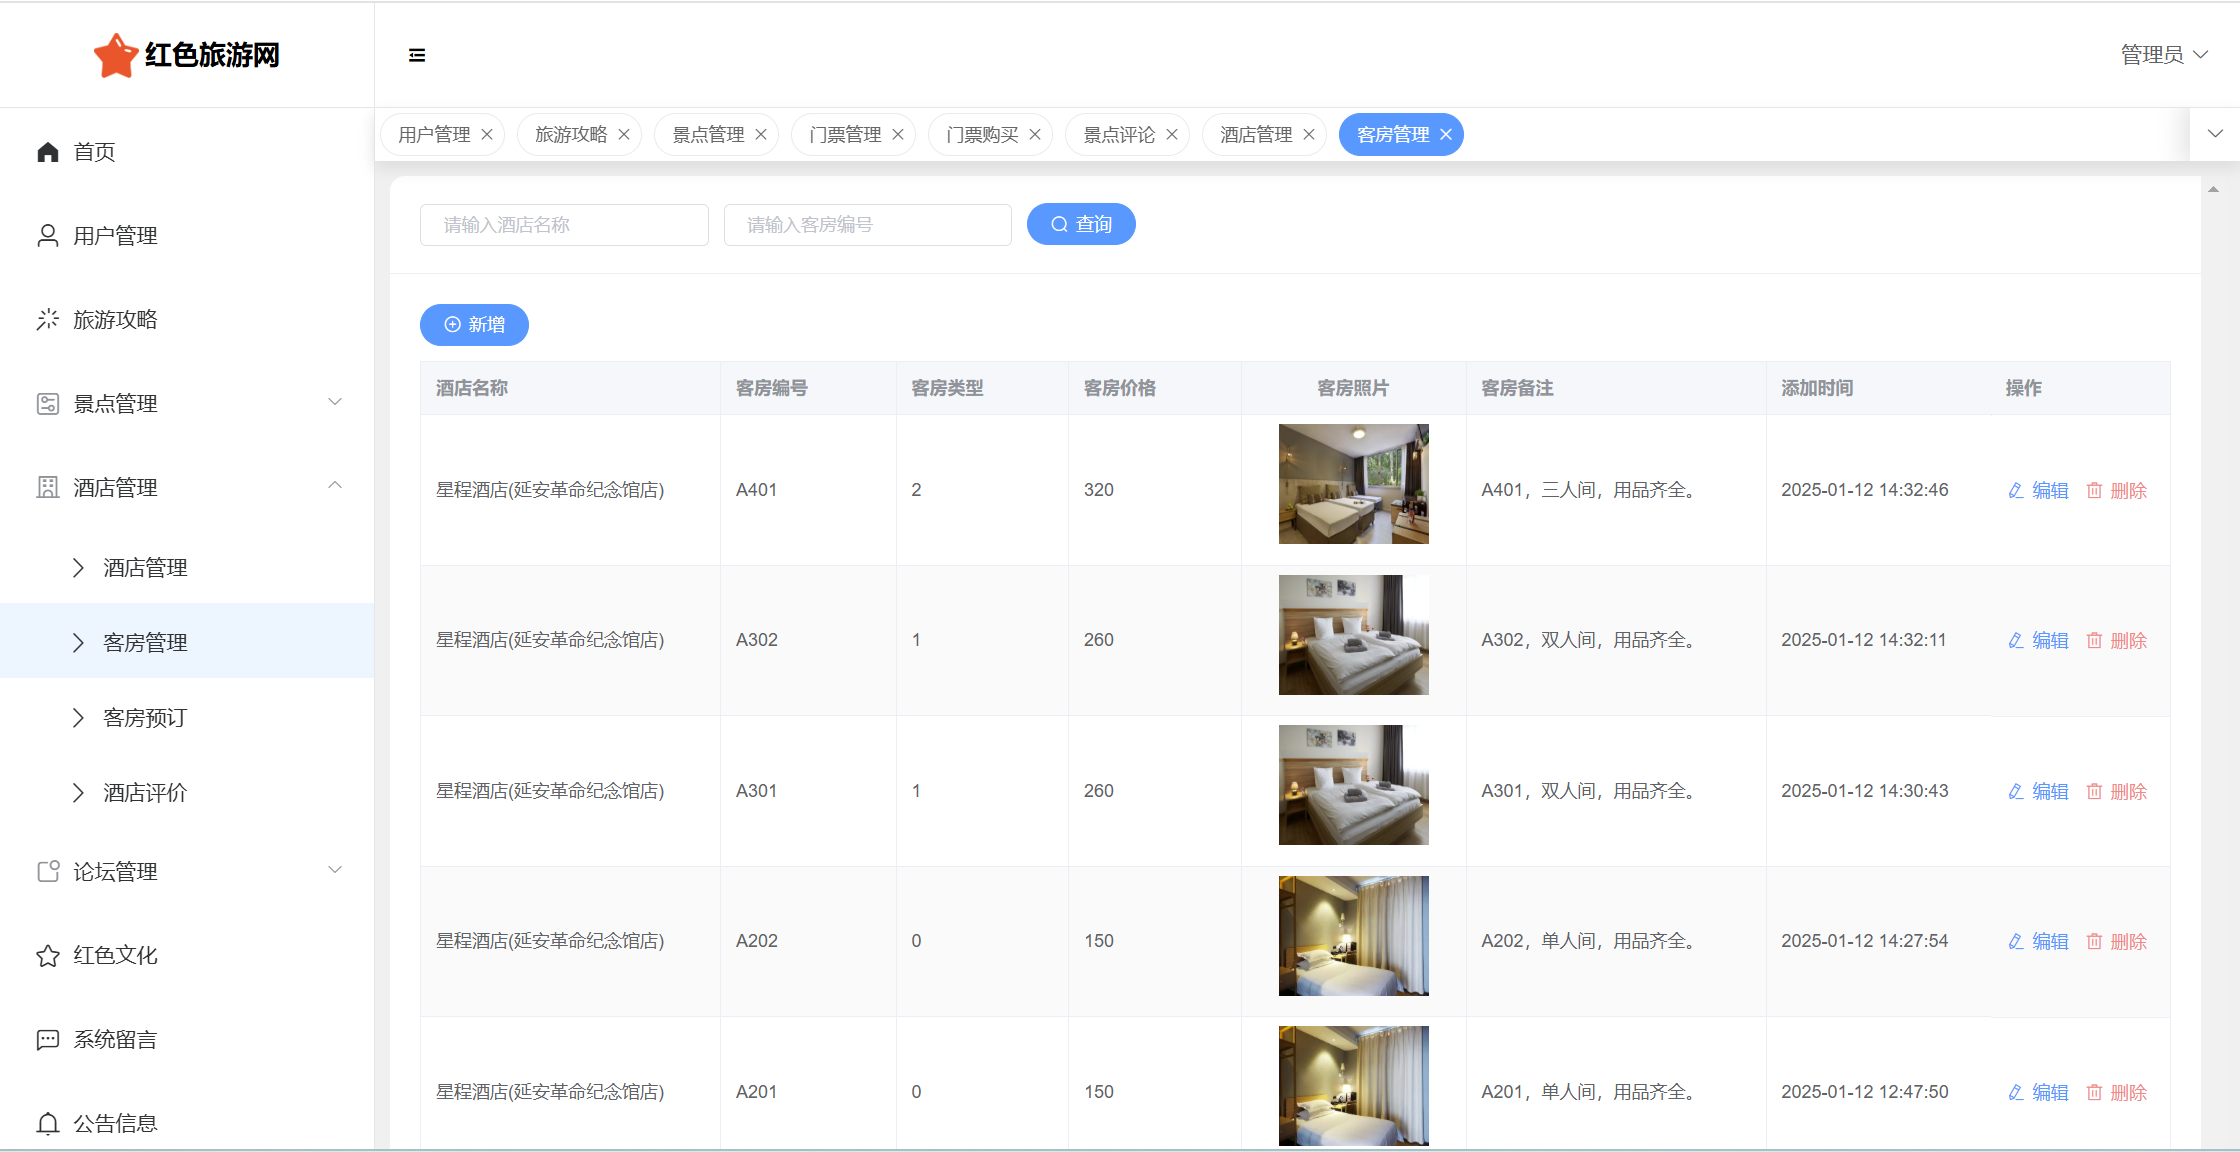 红色旅游网
管理员
首页
用户管理
旅游攻略
景点管理
酒店管理
酒店管理
客房管理
客房预订
酒店评价
论坛管理
红色文化
系统留言
公告信息
用户管理 旅游攻略 景点管理 门票管理 门票购买 景点评论 酒店管理 客房管理
请输入酒店名称 请输入客房编号 查询
新增
酒店名称 客房编号 客房类型 客房价格 客房照片 客房备注 添加时间 操作
星程酒店(延安革命纪念馆店) A401 2 320 A401，三人间，用品齐全。 2025-01-12 14:32:46 编辑 删除
星程酒店(延安革命纪念馆店) A302 1 260 A302，双人间，用品齐全。 2025-01-12 14:32:11 编辑 删除
星程酒店(延安革命纪念馆店) A301 1 260 A301，双人间，用品齐全。 2025-01-12 14:30:43 编辑 删除
星程酒店(延安革命纪念馆店) A202 0 150 A202，单人间，用品齐全。 2025-01-12 14:27:54 编辑 删除
星程酒店(延安革命纪念馆店) A201 0 150 A201，单人间，用品齐全。 2025-01-12 12:47:50 编辑 删除